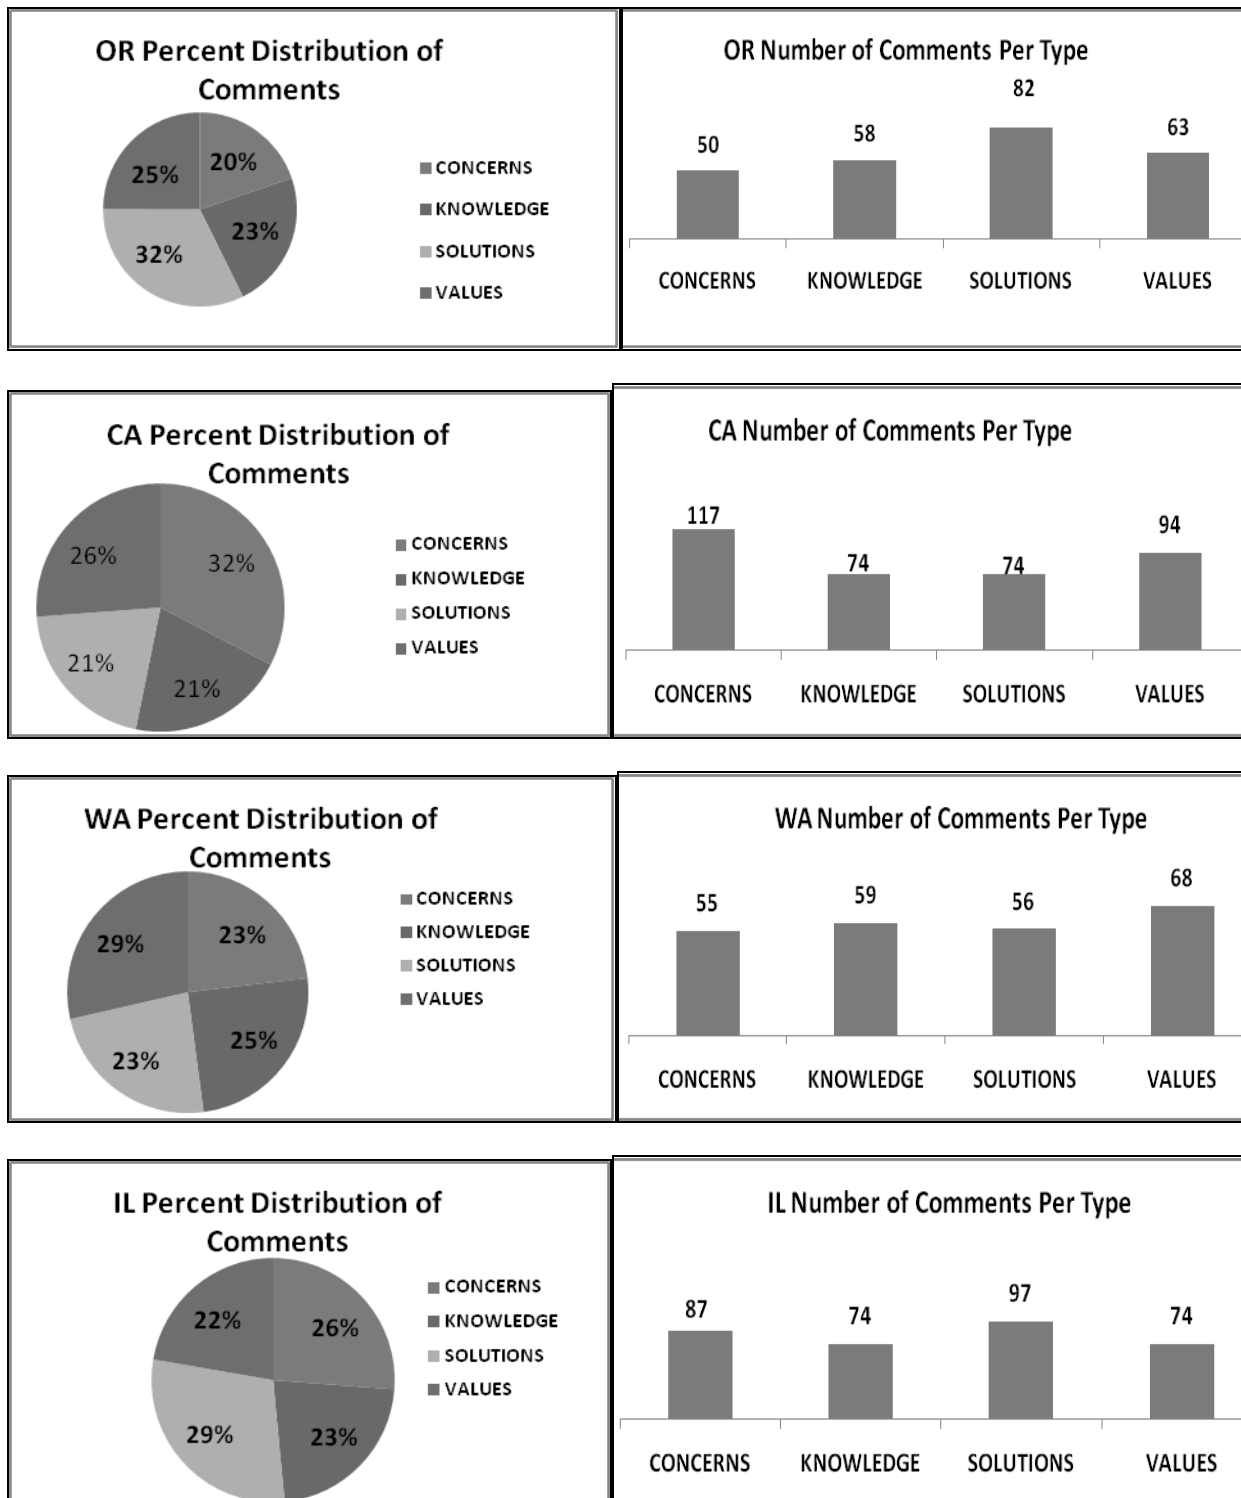 OR Percent Distribution of
Comments
25%
20%
23%
32%
CONCERNS
KNOWLEDGE
SOLUTIONS
VALUES
OR Number of Comments Per Type
50
58
82
63
CONCERNS
KNOWLEDGE
SOLUTIONS
VALUES
CA Percent Distribution of
Comments
26%
32%
21%
21%
CONCERNS
KNOWLEDGE
SOLUTIONS
VALUES
CA Number of Comments Per Type
117
74
74
94
CONCERNS
KNOWLEDGE
SOLUTIONS
VALUES
WA Percent Distribution of
Comments
29%
23%
25%
23%
CONCERNS
KNOWLEDGE
SOLUTIONS
VALUES
WA Number of Comments Per Type
55
59
56
68
CONCERNS
KNOWLEDGE
SOLUTIONS
VALUES
IL Percent Distribution of
Comments
22%
26%
29%
23%
CONCERNS
KNOWLEDGE
SOLUTIONS
VALUES
IL Number of Comments Per Type
87
74
97
74
CONCERNS
KNOWLEDGE
SOLUTIONS
VALUES